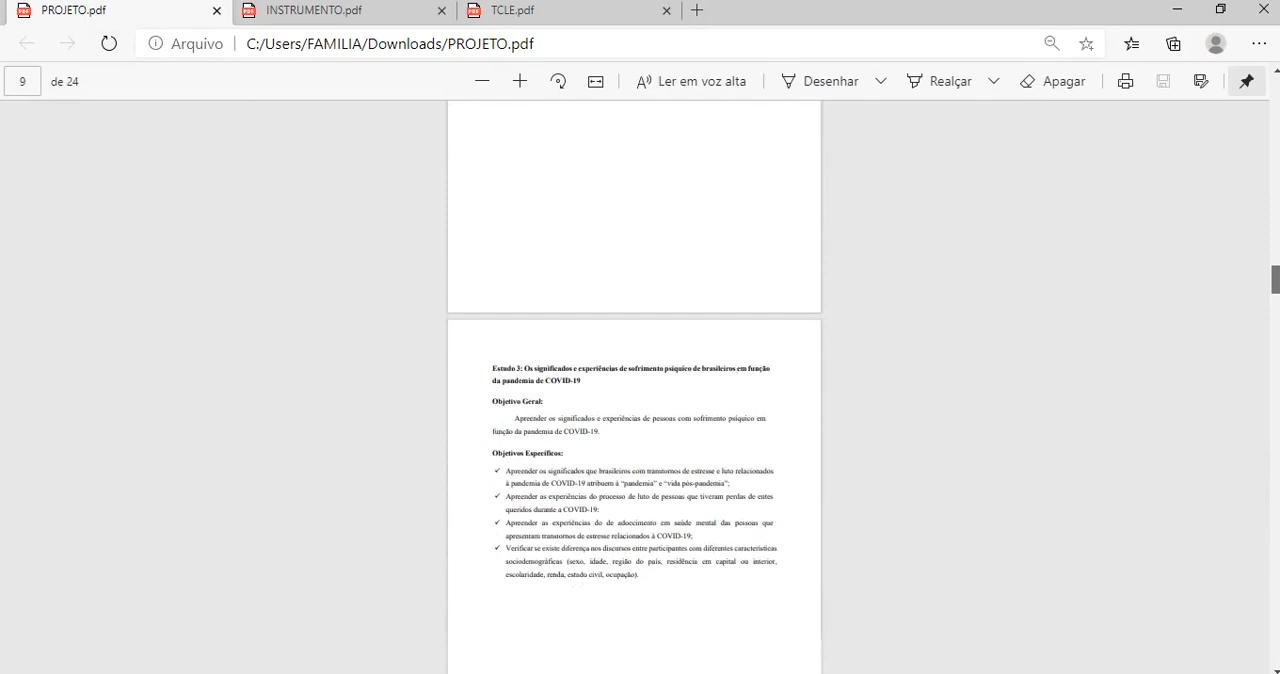 PROJETO.pdf
INSTRUMENTO.pdf
TCLE.pdf
Arquivo C:/Users/FAMILIA/Downloads/PROJETO.pdf
9 de 24 Ler em voz alta Desenhar Realçar Apagar
Estudo 3: Os significados e experiências de sofrimento psíquico de brasileiros em função
da pandemia de COVID-19
Objetivo Geral:
Apreender os significados e experiências de pessoas com sofrimento psíquico em
função da pandemia de COVID-19.
Objetivos Específicos:
✓ Apreender os significados que brasileiros com transtornos de estresse e luto relacionados
à pandemia de COVID-19 atribuem à “pandemia” e “vida pós-pandemia”;
✓ Apreender as experiências do processo de luto de pessoas que tiveram perdas de entes
queridos durante a COVID-19:
✓ Apreender as experiências do de adoecimento em saúde mental das pessoas que
apresentam transtornos de estresse relacionados à COVID-19;
✓ Verificar se existe diferença nos discursos entre participantes com diferentes características
sociodemográficas (sexo, idade, região do país, residência em capital ou interior,
escolaridade, renda, estado civil, ocupação).